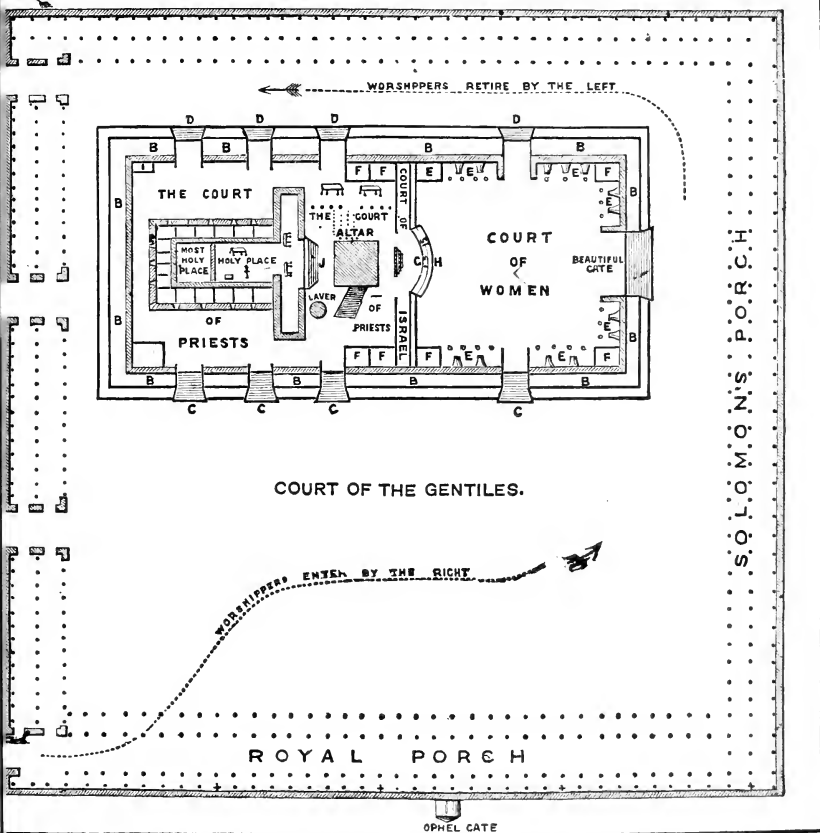 WORSHPPERS RETIRE BY THE LEFT
D D D D
B B B B
I F F E E E F
B B
THE COURT
COURT OF
THE COURT
E
ALTAR
MOST HOLY PLACE
HOLY PLACE
J
G H
COURT
OF
WOMEN
BEAUTIFUL GATE
LAVER
OF
PRIESTS
ISRAEL
OF
PRIESTS
E
B B
F F F E E F
B B B B
C C C C
SOLOMON'S PORCH
COURT OF THE GENTILES.
WORSHIPPERS ENTER BY THE RIGHT
ROYAL PORCH
OPHEL GATE